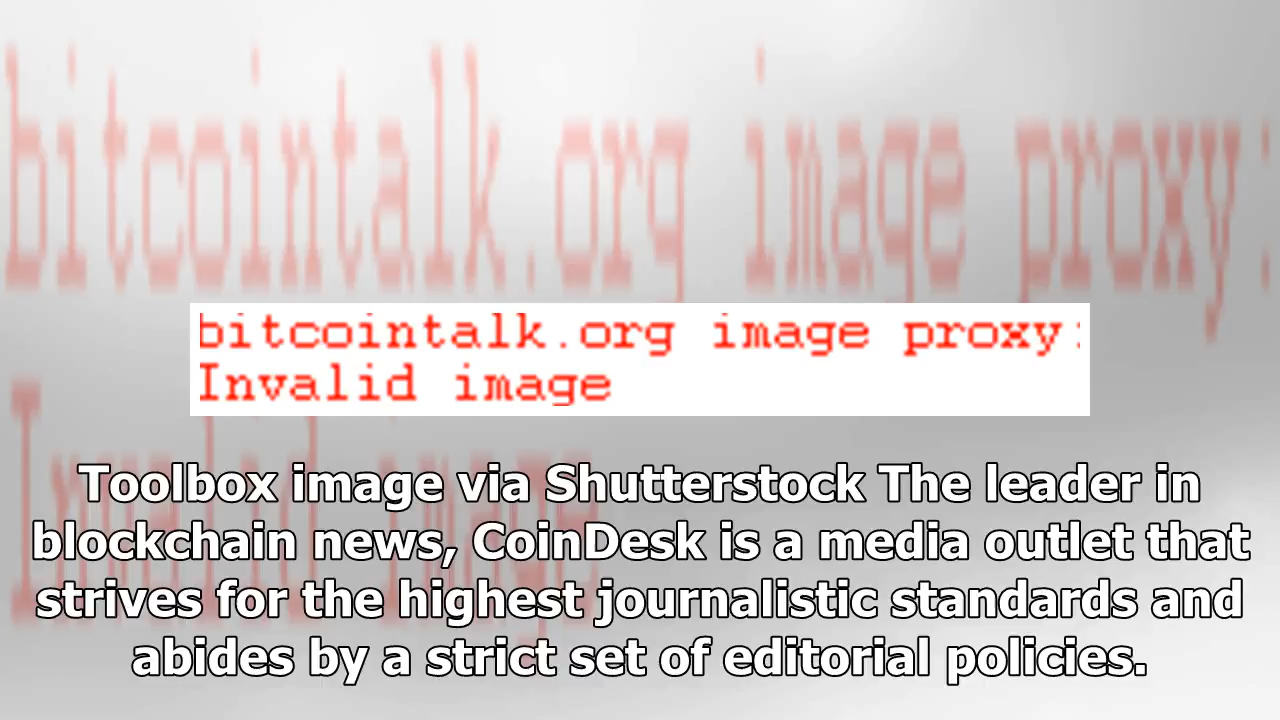 bitcointalk.org image proxy:
bitcointalk.org image proxy:
Invalid image
Invalid image
Toolbox image via Shutterstock The leader in
blockchain news, CoinDesk is a media outlet that
strives for the highest journalistic standards and
abides by a strict set of editorial policies.